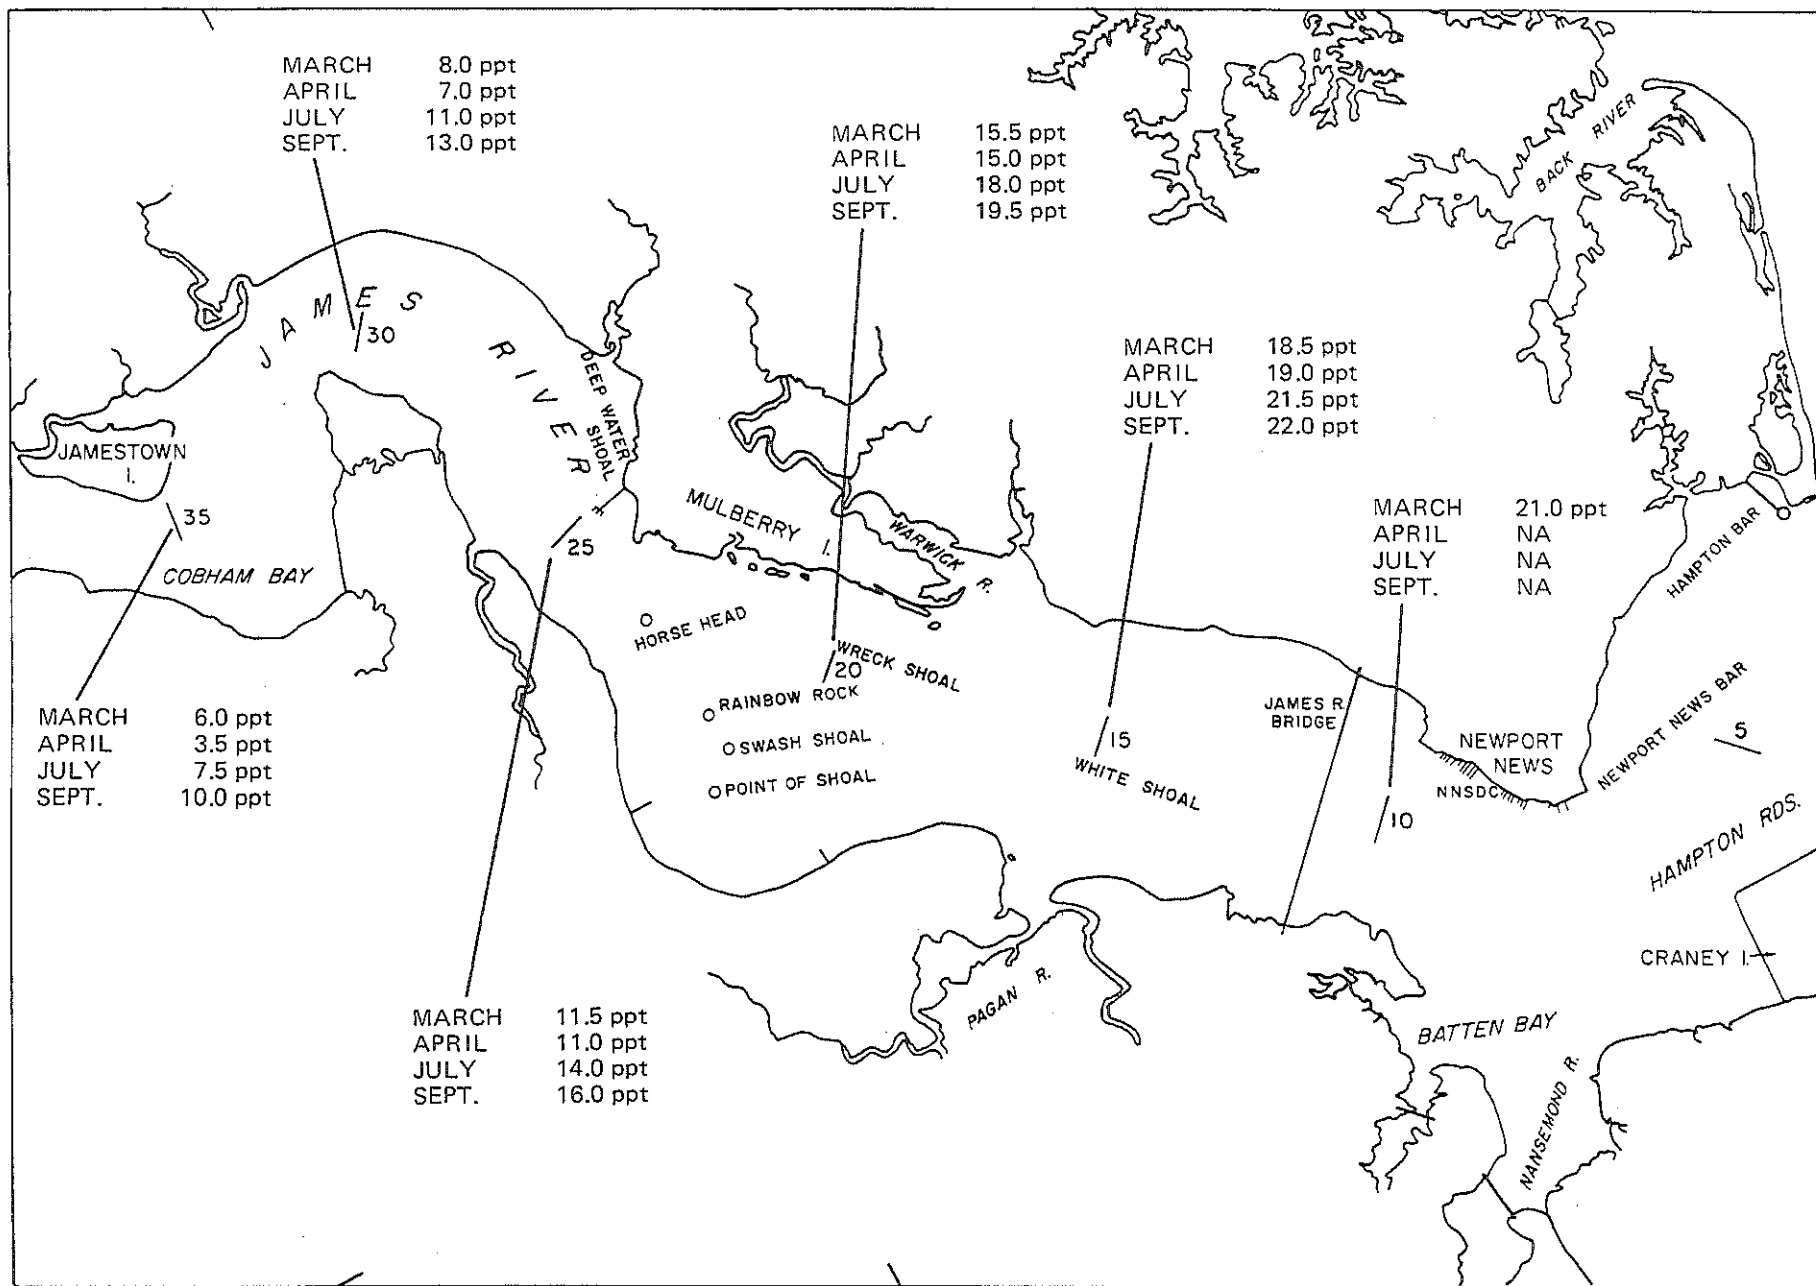 MARCH 8.0 ppt
APRIL 7.0 ppt
JULY 11.0 ppt
SEPT. 13.0 ppt
MARCH 15.5 ppt
APRIL 15.0 ppt
JULY 18.0 ppt
SEPT. 19.5 ppt
BACK RIVER
JAMES RIVER
30
DEEP WATER
SHOAL
MARCH 18.5 ppt
APRIL 19.0 ppt
JULY 21.5 ppt
SEPT. 22.0 ppt
JAMESTOWN
I.
35
COBHAM BAY
25
MULBERRY I.
WARWICK R.
MARCH 21.0 ppt
APRIL NA
JULY NA
SEPT. NA
HAMPTON BAR
HORSE HEAD
WRECK SHOAL
20
RAINBOW ROCK
SWASH SHOAL
POINT OF SHOAL
15
WHITE SHOAL
JAMES R.
BRIDGE
NEWPORT
NEWS
NNSDC
10
NEWPORT NEWS BAR
5
HAMPTON RDS.
MARCH 6.0 ppt
APRIL 3.5 ppt
JULY 7.5 ppt
SEPT. 10.0 ppt
CRANEY I.
PAGAN R.
BATTEN BAY
NANSEMOND R.
MARCH 11.5 ppt
APRIL 11.0 ppt
JULY 14.0 ppt
SEPT. 16.0 ppt